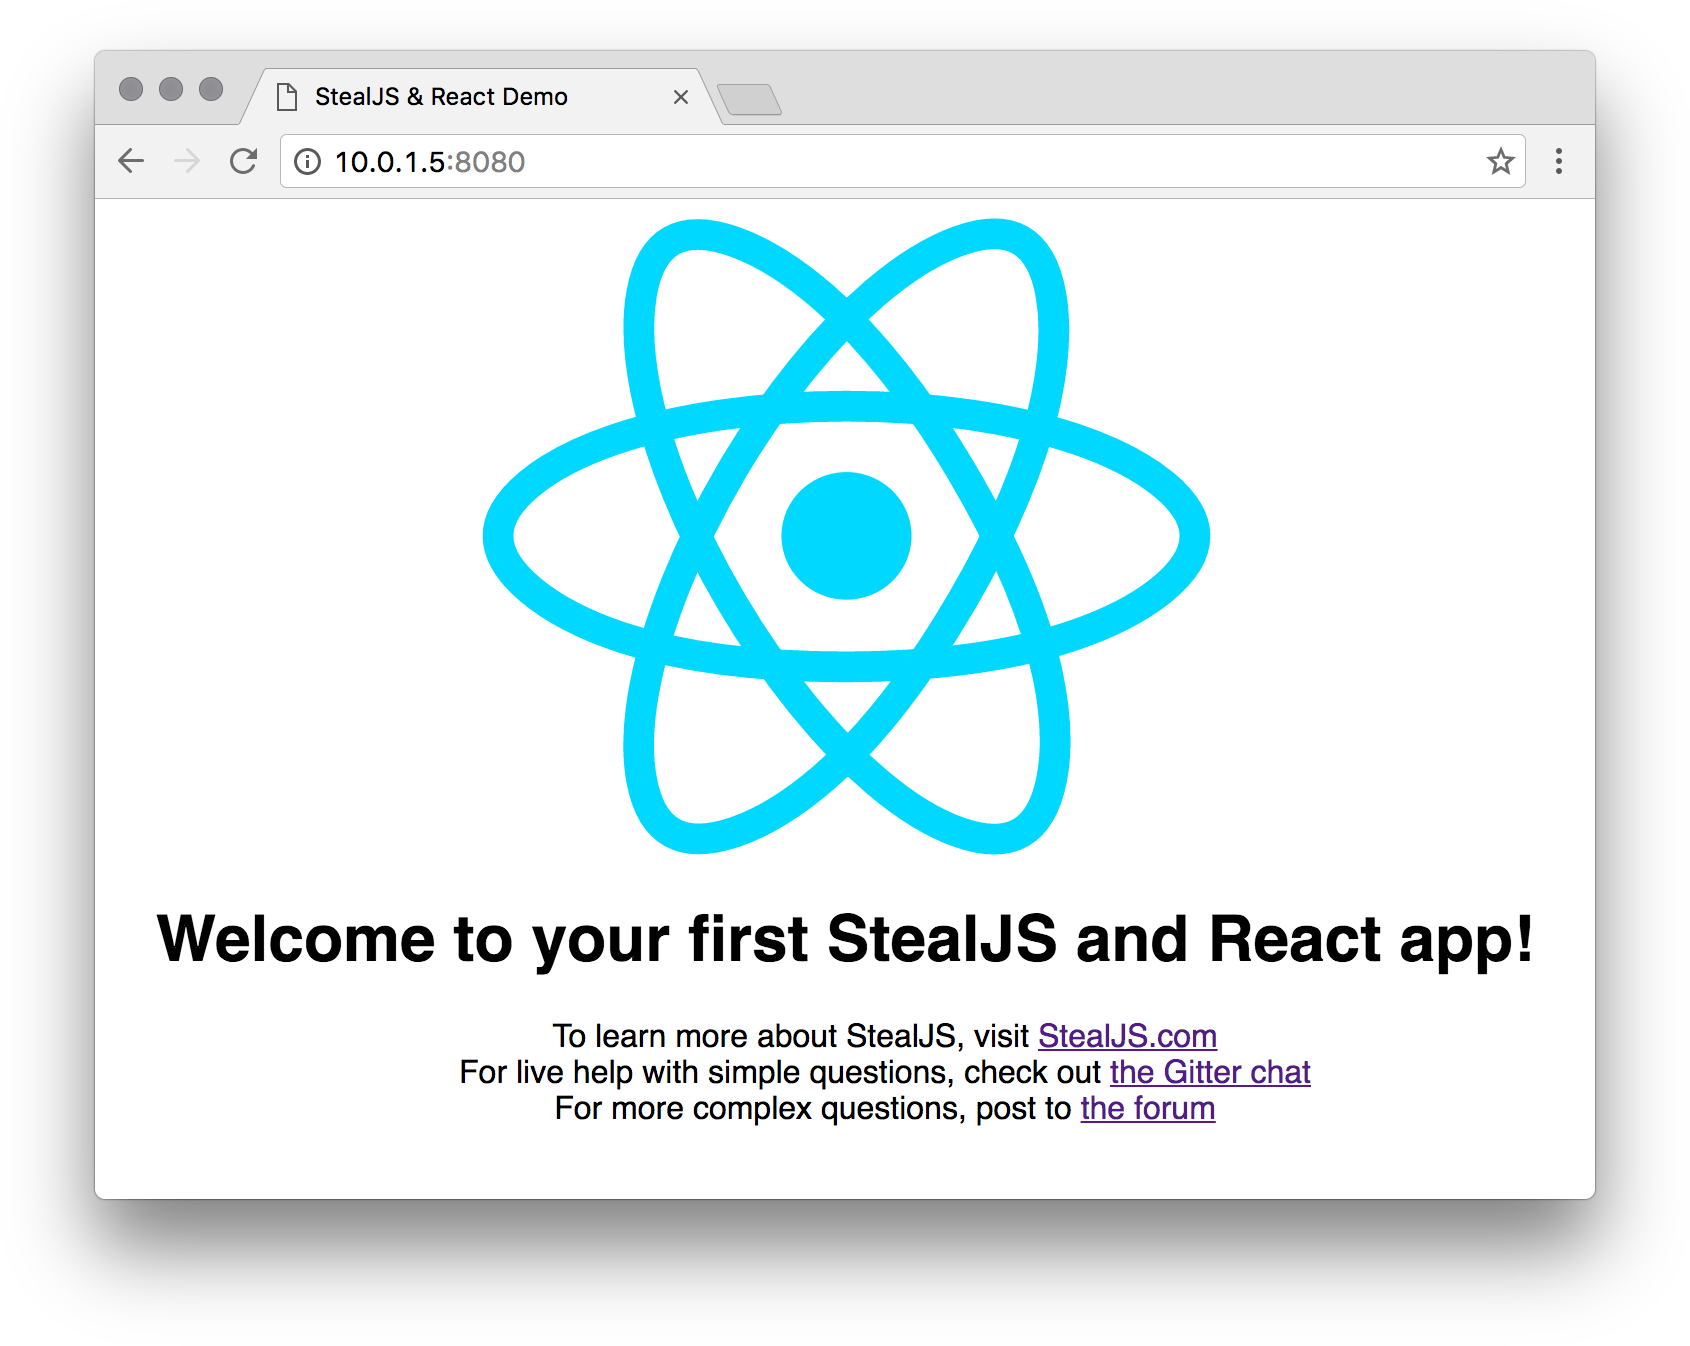 StealJS & React Demo
10.0.1.5:8080
Welcome to your first StealJS and React app!
To learn more about StealJS, visit StealJS.com
For live help with simple questions, check out the Gitter chat
For more complex questions, post to the forum